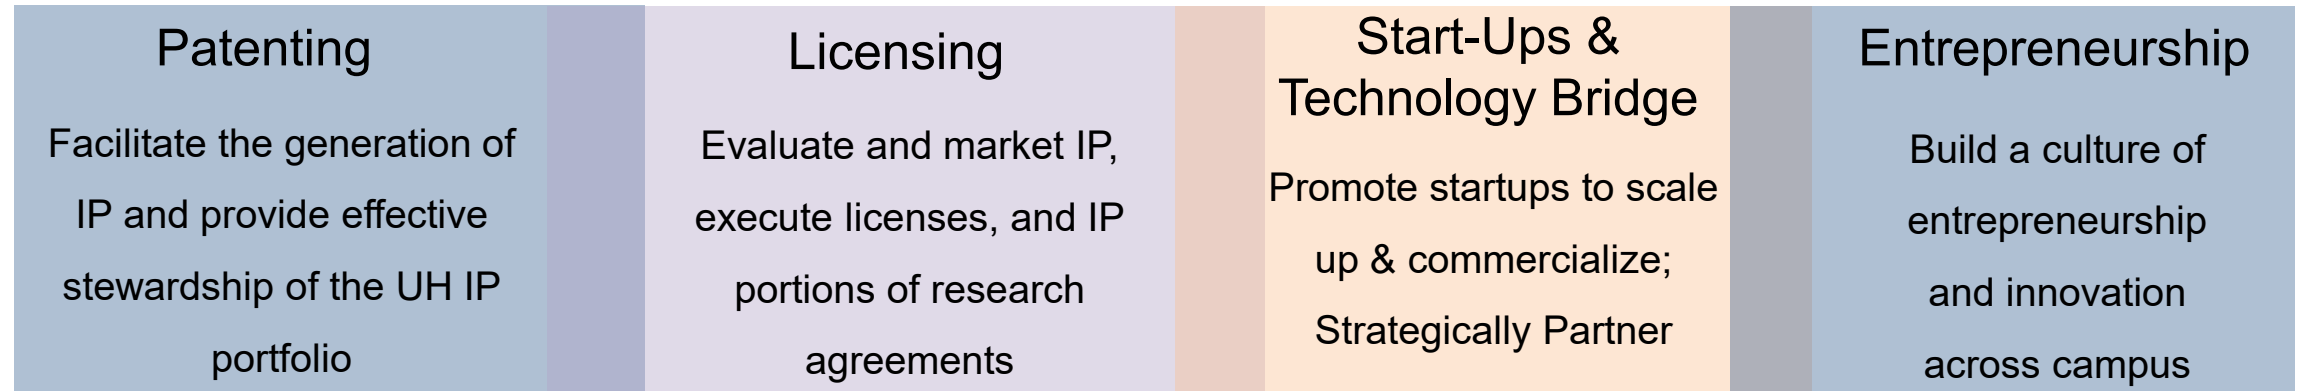 Patenting
Facilitate the generation of
IP and provide effective
stewardship of the UH IP
portfolio
Licensing
Evaluate and market IP,
execute licenses, and IP
portions of research
agreements
Start-Ups &
Technology Bridge
Promote startups to scale
up & commercialize;
Strategically Partner
Entrepreneurship
Build a culture of
entrepreneurship
and innovation
across campus